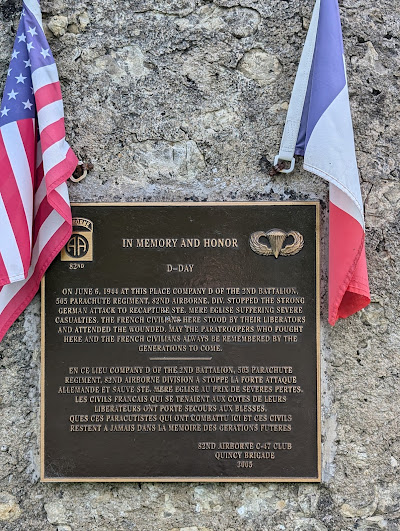 AIRBORNE
AA
82ND
IN MEMORY AND HONOR
D-DAY
ON JUNE 6, 1944 AT THIS PLACE COMPANY D OF THE 2ND BATTALION,
505 PARACHUTE REGIMENT, 82ND AIRBORNE. DIV. STOPPED THE STRONG
GERMAN ATTACK TO RECAPTURE STE. MERE EGLISE SUFFERING SEVERE
CASUALTIES. THE FRENCH CIVILIANS HERE STOOD BY THEIR LIBERATORS
AND ATTENDED THE WOUNDED. MAY THE PARATROOPERS WHO FOUGHT
HERE AND THE FRENCH CIVILIANS ALWAYS BE REMEMBERED BY THE
GENERATIONS TO COME.
EN CE LIEU COMPANY D OF THE 2ND BATTALION, 505 PARACHUTE
REGIMENT, 82ND AIRBORNE DIVISION A STOPPE LA FORTE ATTAQUE
ALLEMANDE ET SAUVE STE. MERE EGLISE AU PRIX DE SEVERES PERTES.
LES CIVILS FRANCAIS QUI SE TENAIENT AUX COTES DE LEURS
LIBERATEURS ONT PORTE SECOURS AUX BLESSES.
QUES CES PARACUTISTES QUI ONT COMBATTU ICI ET CES CIVILS
RESTENT A JAMAIS DANS LA MEMOIRE DES GERATIONS FUTERES
82ND AIRBORNE C-47 CLUB
QUINCY BRIGADE
2005